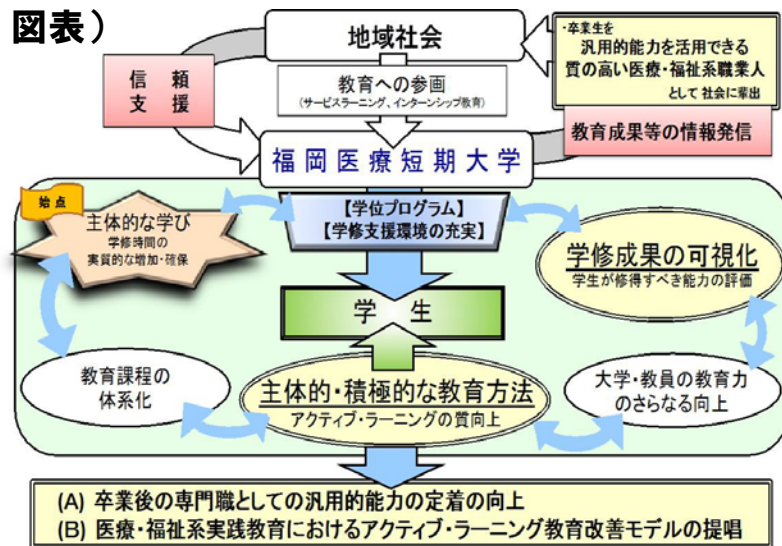 図表）
地域社会
・卒業生を
汎用的能力を活用できる
質の高い医療・福祉系職業人
として 社会に輩出
信頼
支援
教育への参画
(サービスラーニング、インターンシップ教育)
教育成果等の情報発信
福岡医療短期大学
始点
主体的な学び
学修時間の
実質的な増加・確保
【学位プログラム】
【学修支援環境の充実】
学修成果の可視化
学生が修得すべき能力の評価
学生
教育課程の
体系化
主体的・積極的な教育方法
アクティブ・ラーニングの質向上
大学・教員の教育力
のさらなる向上
(A) 卒業後の専門職としての汎用的能力の定着の向上
(B) 医療・福祉系実践教育におけるアクティブ・ラーニング教育改善モデルの提唱